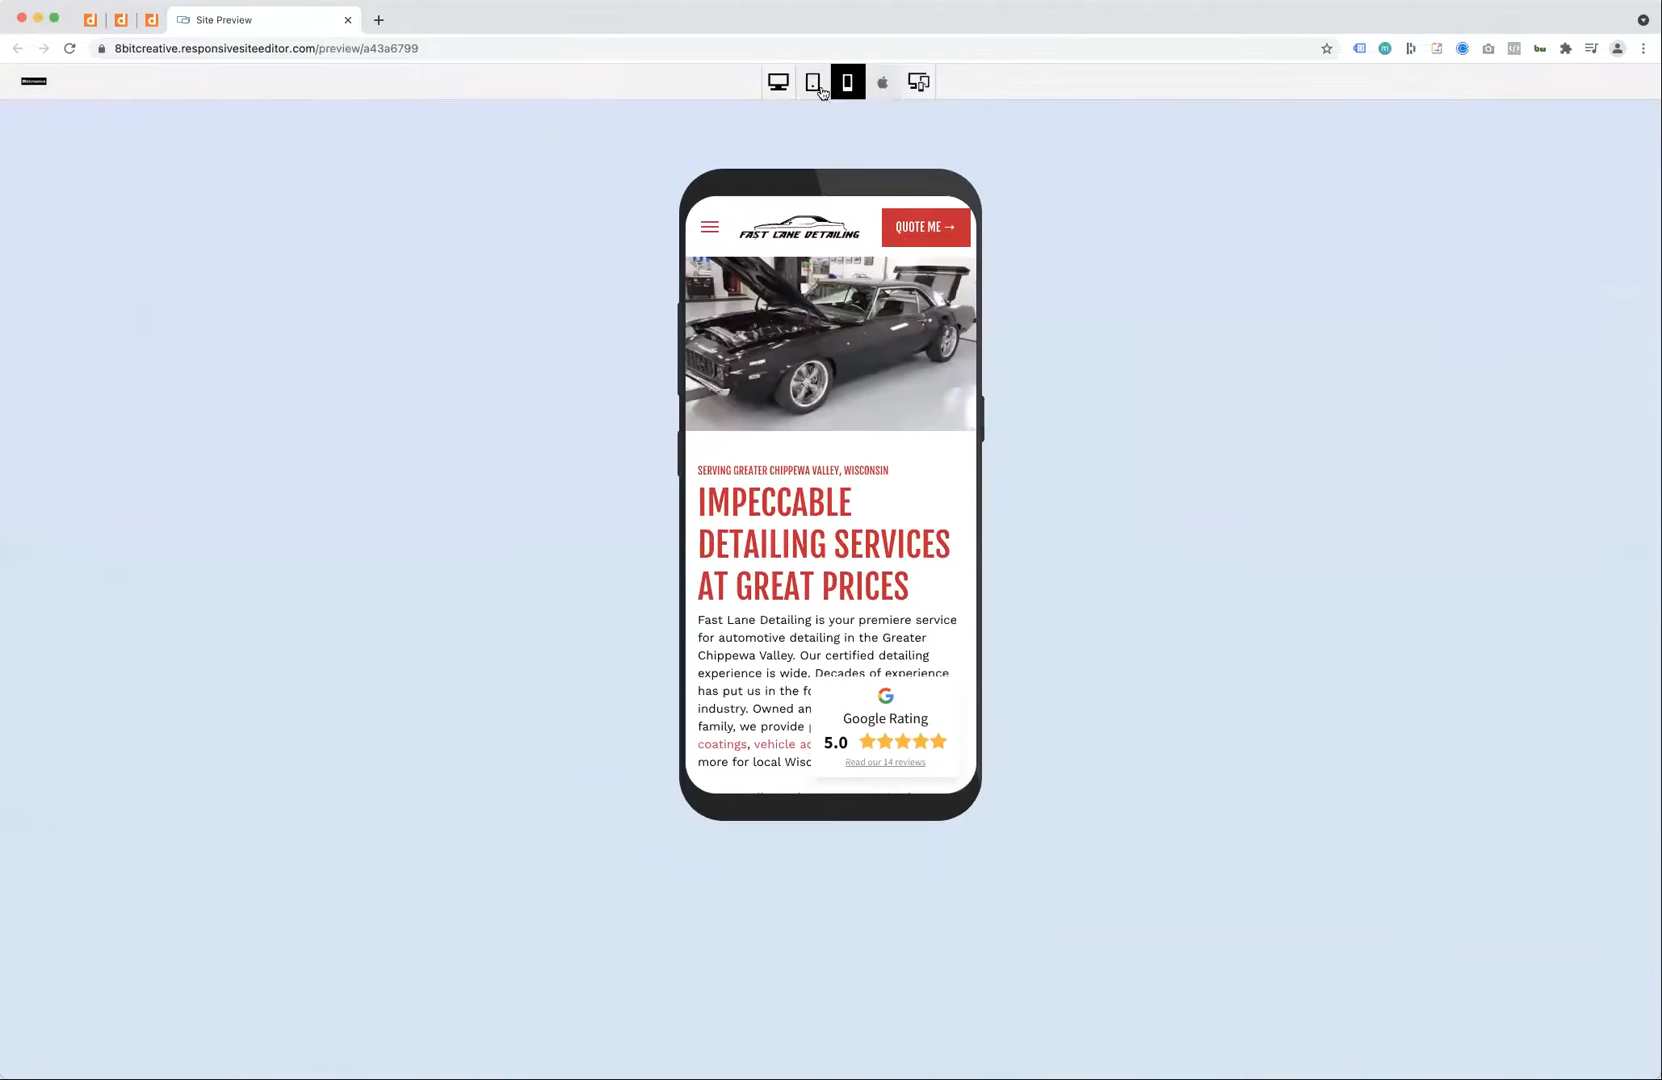 Site Preview
8bitcreative.responsivesiteeditor.com/preview/a43a6799
FAST LANE DETAILING
QUOTE ME →
SERVING GREATER CHIPPEWA VALLEY, WISCONSIN
IMPECCABLE
DETAILING SERVICES
AT GREAT PRICES
Fast Lane Detailing is your premiere service
for automotive detailing in the Greater
Chippewa Valley. Our certified detailing
experience is wide. Decades of experience
has put us in the
industry. Owned
family, we provide
coatings, vehicle
more for local
Google Rating
5.0
Read our 14 reviews